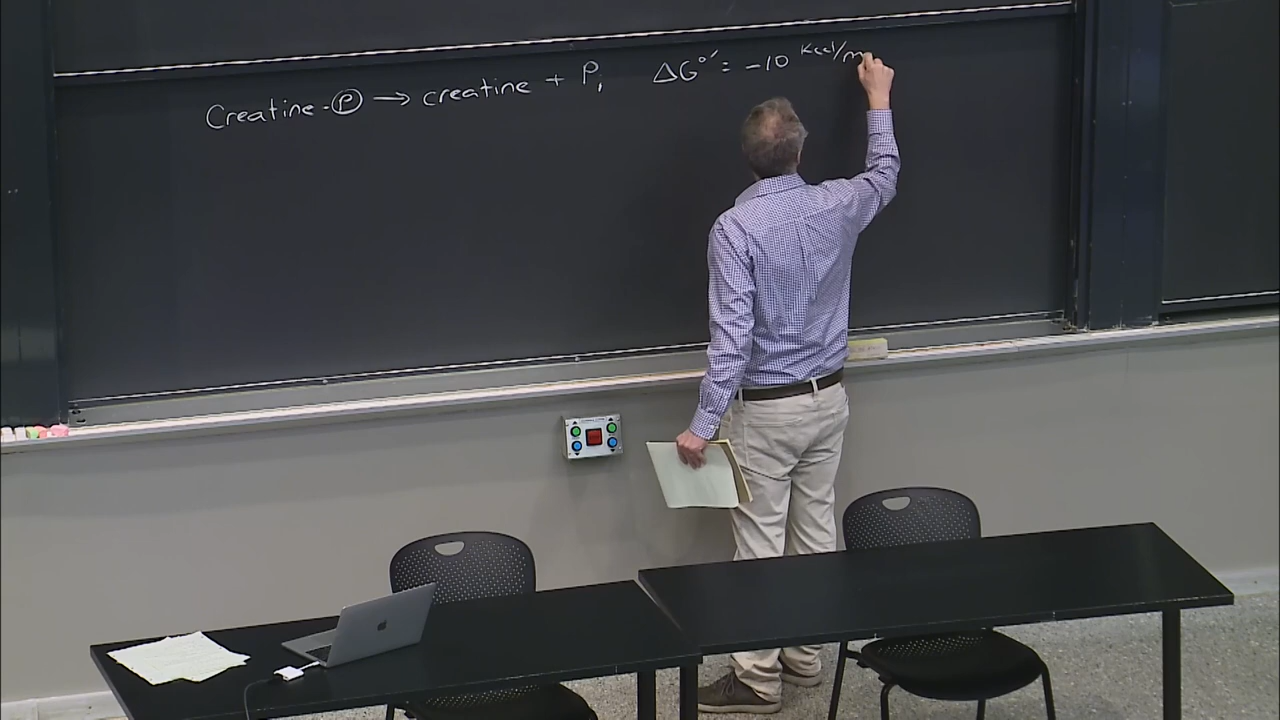 Creatine-Ⓟ → creatine + Pᵢ ΔG°′ = -10 Kcal/m